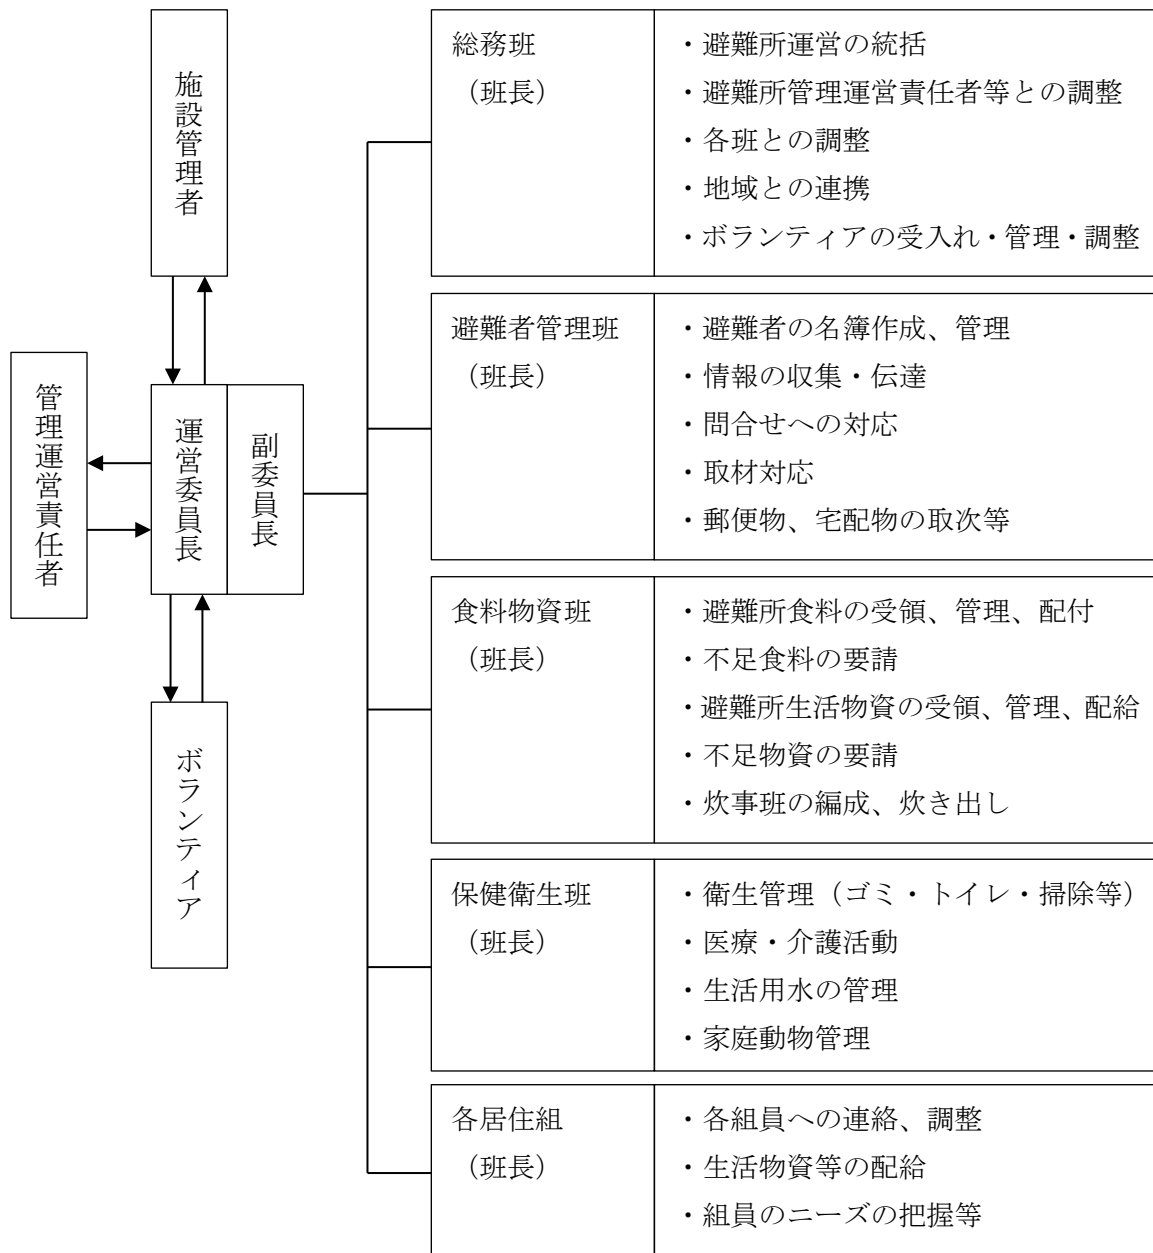 施設管理者
管理運営責任者
運営委員長
副委員長
ボランティア
総務班
（班長）
・避難所運営の統括
・避難所管理運営責任者等との調整
・各班との調整
・地域との連携
・ボランティアの受入れ・管理・調整
避難者管理班
（班長）
・避難者の名簿作成、管理
・情報の収集・伝達
・問合せへの対応
・取材対応
・郵便物、宅配物の取次等
食料物資班
（班長）
・避難所食料の受領、管理、配付
・不足食料の要請
・避難所生活物資の受領、管理、配給
・不足物資の要請
・炊事班の編成、炊き出し
保健衛生班
（班長）
・衛生管理（ゴミ・トイレ・掃除等）
・医療・介護活動
・生活用水の管理
・家庭動物管理
各居住組
（班長）
・各組員への連絡、調整
・生活物資等の配給
・組員のニーズの把握等